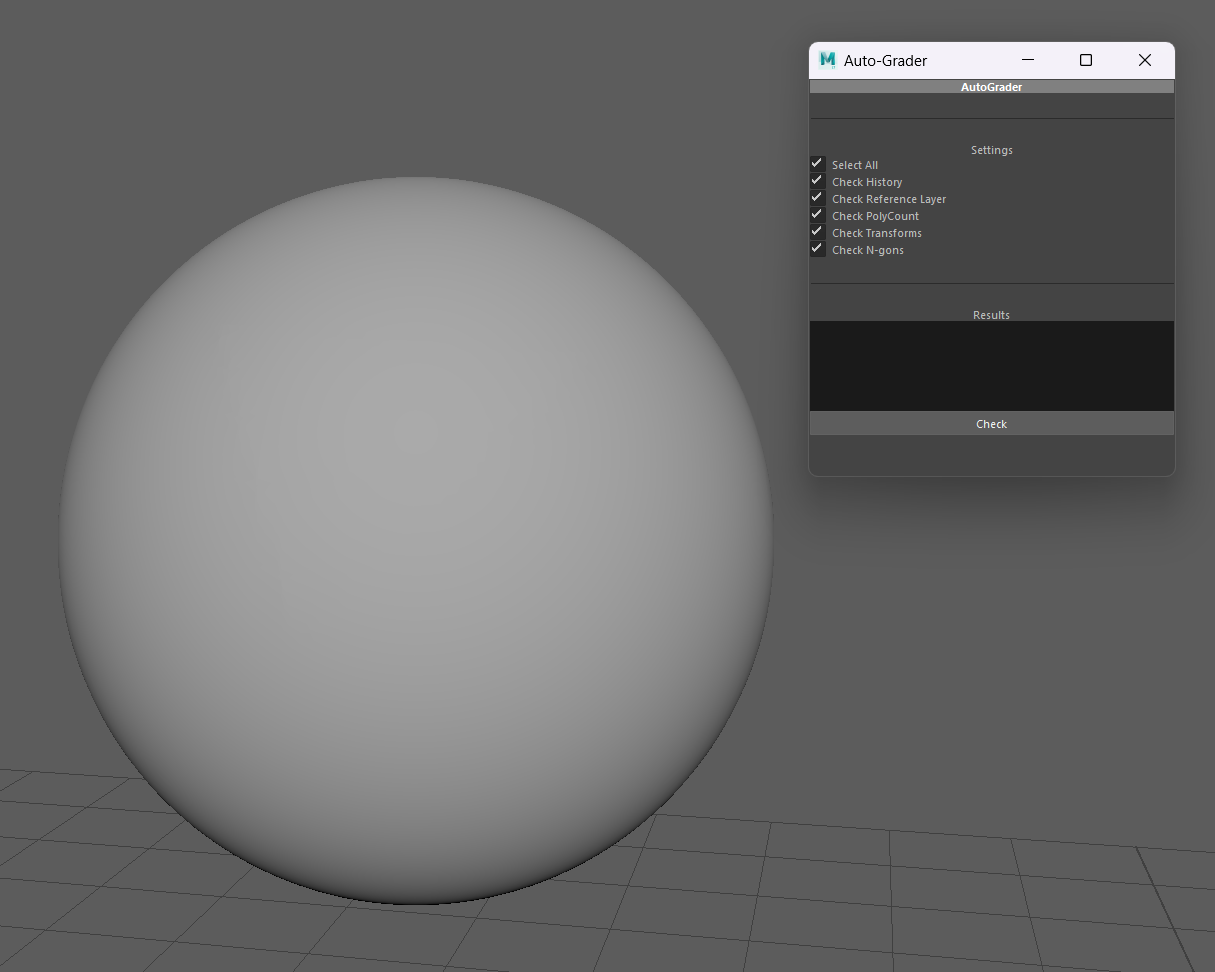 Auto-Grader
AutoGrader
Settings
Select All
Check History
Check Reference Layer
Check PolyCount
Check Transforms
Check N-gons
Results
Check